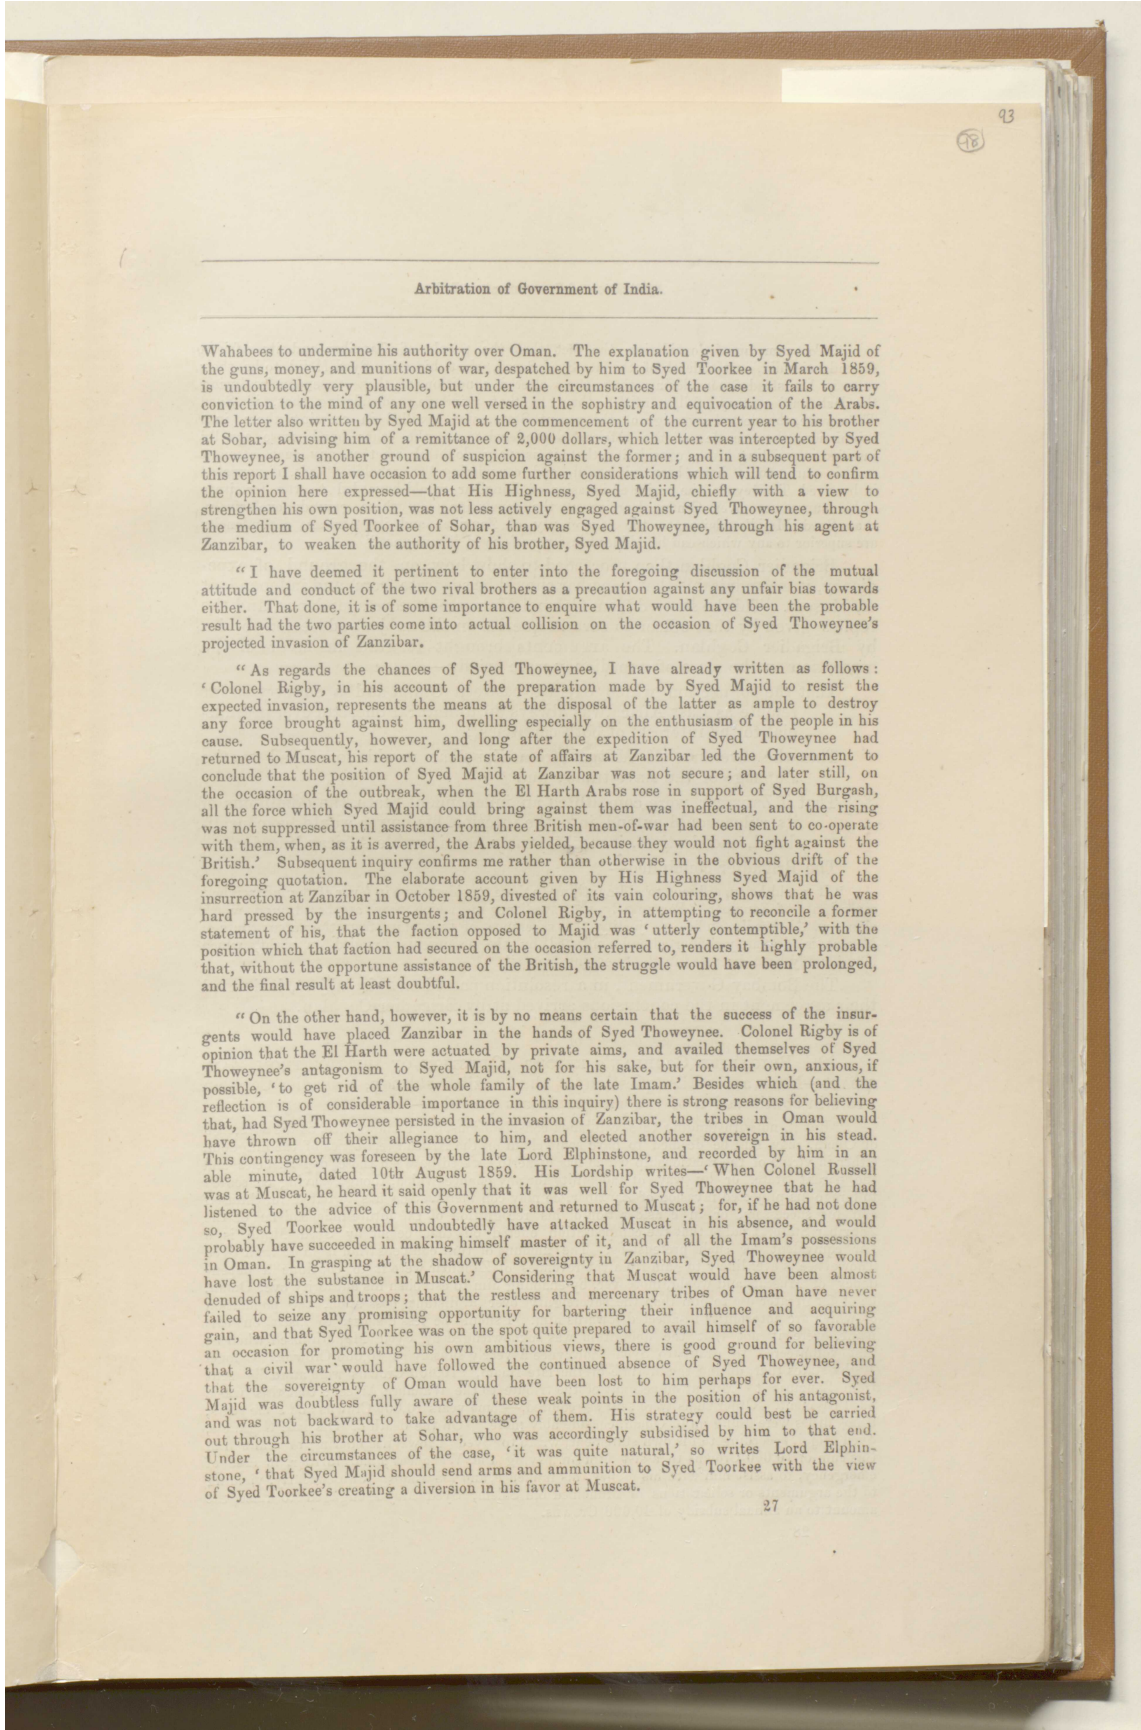 93
98
Arbitration of Government of India.
Wahabees to undermine his authority over Oman. The explanation given by Syed Majid of
the guns, money, and munitions of war, despatched by him to Syed Toorkee in March 1859,
is undoubtedly very plausible, but under the circumstances of the case it fails to carry
conviction to the mind of any one well versed in the sophistry and equivocation of the Arabs.
The letter also written by Syed Majid at the commencement of the current year to his brother
at Sohar, advising him of a remittance of 2,000 dollars, which letter was intercepted by Syed
Thoweynee, is another ground of suspicion against the former; and in a subsequent part of
this report I shall have occasion to add some further considerations which will tend to confirm
the opinion here expressed—that His Highness, Syed Majid, chiefly with a view to
strengthen his own position, was not less actively engaged against Syed Thoweynee, through
the medium of Syed Toorkee of Sohar, than was Syed Thoweynee, through his agent at
Zanzibar, to weaken the authority of his brother, Syed Majid.
“I have deemed it pertinent to enter into the foregoing discussion of the mutual
attitude and conduct of the two rival brothers as a precaution against any unfair bias towards
either. That done, it is of some importance to enquire what would have been the probable
result had the two parties come into actual collision on the occasion of Syed Thoweynee's
projected invasion of Zanzibar.
“As regards the chances of Syed Thoweynee, I have already written as follows:
‘Colonel Rigby, in his account of the preparation made by Syed Majid to resist the
expected invasion, represents the means at the disposal of the latter as ample to destroy
any force brought against him, dwelling especially on the enthusiasm of the people in his
cause. Subsequently, however, and long after the expedition of Syed Thoweynee had
returned to Muscat, his report of the state of affairs at Zanzibar led the Government to
conclude that the position of Syed Majid at Zanzibar was not secure; and later still, on
the occasion of the outbreak, when the El Harth Arabs rose in support of Syed Burgash,
all the force which Syed Majid could bring against them was ineffectual, and the rising
was not suppressed until assistance from three British men-of-war had been sent to co-operate
with them, when, as it is averred, the Arabs yielded, because they would not fight against the
British.’ Subsequent inquiry confirms me rather than otherwise in the obvious drift of the
foregoing quotation. The elaborate account given by His Highness Syed Majid of the
insurrection at Zanzibar in October 1859, divested of its vain colouring, shows that he was
hard pressed by the insurgents; and Colonel Rigby, in attempting to reconcile a former
statement of his, that the faction opposed to Majid was ‘utterly contemptible,’ with the
position which that faction had secured on the occasion referred to, renders it highly probable
that, without the opportune assistance of the British, the struggle would have been prolonged,
and the final result at least doubtful.
“On the other hand, however, it is by no means certain that the success of the insur-
gents would have placed Zanzibar in the hands of Syed Thoweynee. Colonel Rigby is of
opinion that the El Harth were actuated by private aims, and availed themselves of Syed
Thoweynee's antagonism to Syed Majid, not for his sake, but for their own, anxious, if
possible, ‘to get rid of the whole family of the late Imam.’ Besides which (and the
reflection is of considerable importance in this inquiry) there is strong reasons for believing
that, had Syed Thoweynee persisted in the invasion of Zanzibar, the tribes in Oman would
have thrown off their allegiance to him, and elected another sovereign in his stead.
This contingency was foreseen by the late Lord Elphinstone, and recorded by him in an
able minute, dated 10th August 1859. His Lordship writes—‘When Colonel Russell
was at Muscat, he heard it said openly that it was well for Syed Thoweynee that he had
listened to the advice of this Government and returned to Muscat; for, if he had not done
so, Syed Toorkee would undoubtedly have attacked Muscat in his absence, and would
probably have succeeded in making himself master of it, and of all the Imam's possessions
in Oman. In grasping at the shadow of sovereignty in Zanzibar, Syed Thoweynee would
have lost the substance in Muscat.’ Considering that Muscat would have been almost
denuded of ships and troops; that the restless and mercenary tribes of Oman have never
failed to seize any promising opportunity for bartering their influence and acquiring
gain, and that Syed Toorkee was on the spot quite prepared to avail himself of so favorable
an occasion for promoting his own ambitious views, there is good ground for believing
that a civil war would have followed the continued absence of Syed Thoweynee, and
that the sovereignty of Oman would have been lost to him perhaps for ever. Syed
Majid was doubtless fully aware of these weak points in the position of his antagonist,
and was not backward to take advantage of them. His strategy could best be carried
out through his brother at Sohar, who was accordingly subsidised by him to that end.
Under the circumstances of the case, ‘it was quite natural,’ so writes Lord Elphin-
stone, ‘that Syed Majid should send arms and ammunition to Syed Toorkee with the view
of Syed Toorkee's creating a diversion in his favor at Muscat.
27